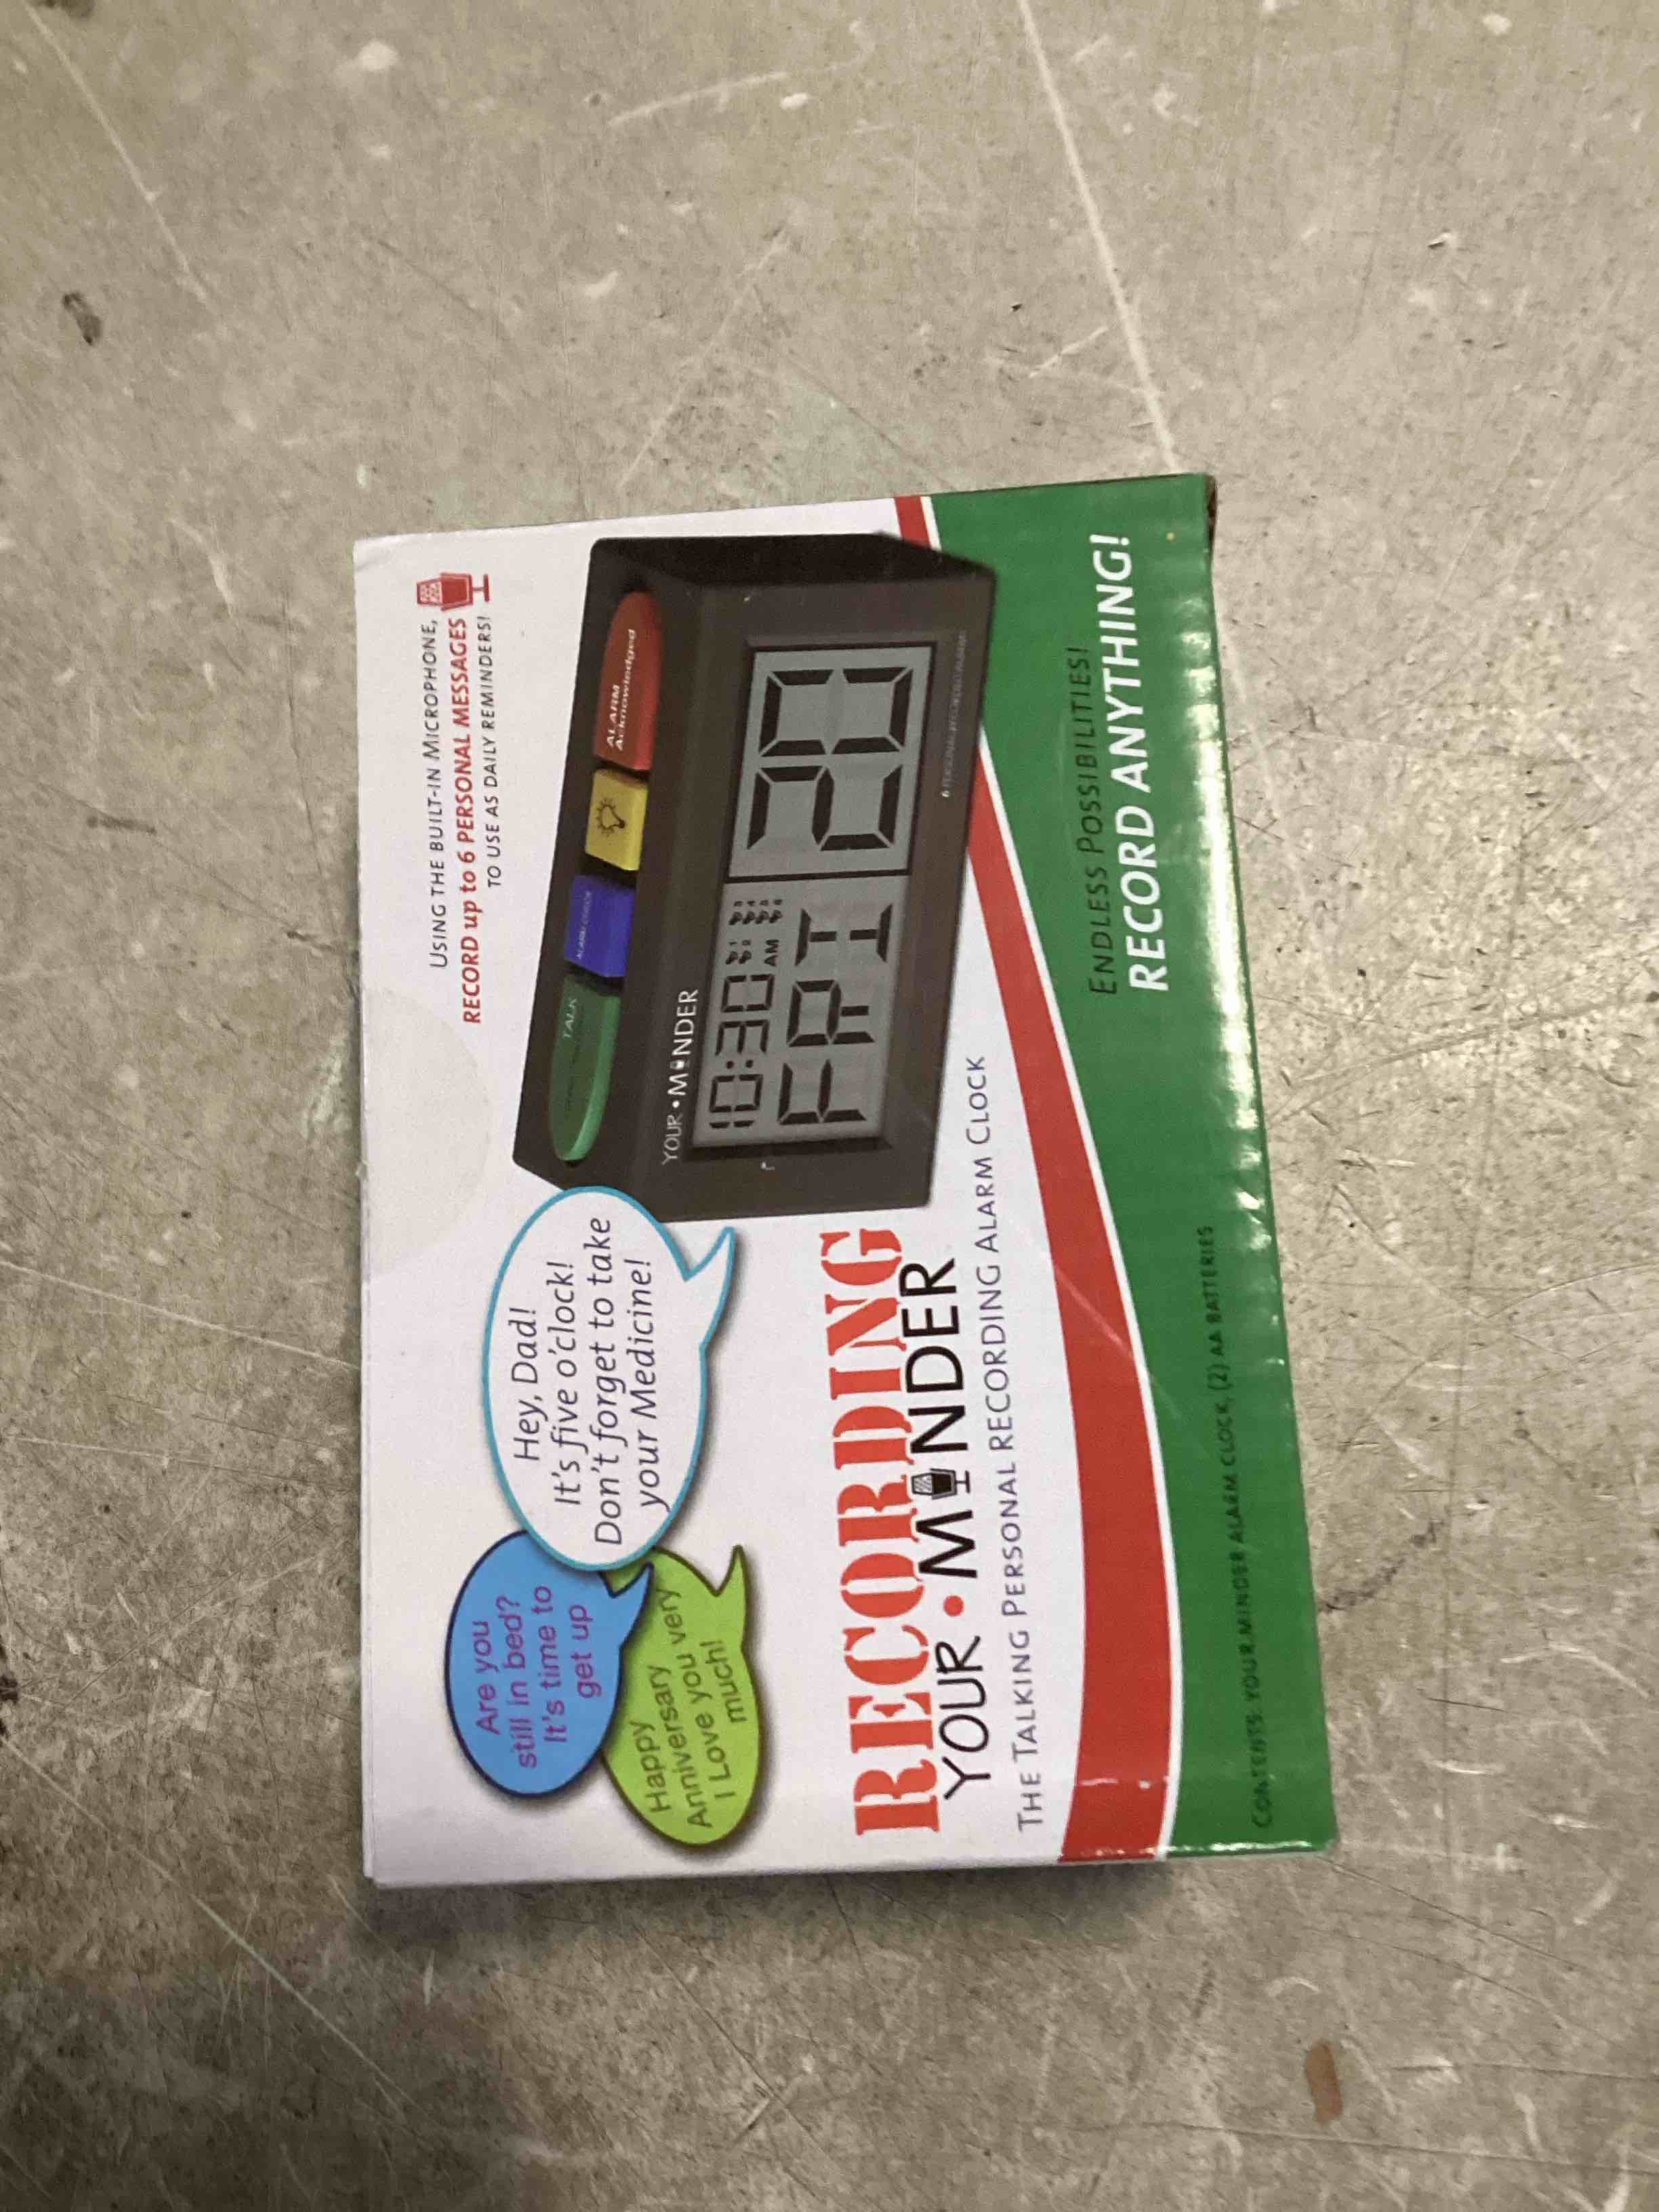 USING THE BUILT-IN MICROPHONE,
RECORD up to 6 PERSONAL MESSAGES
TO USE AS DAILY REMINDERS!
Are you
still in bed?
It's time to
get up
Hey, Dad!
It's five o'clock!
Don't forget to take
your Medicine!
Happy
Anniversary
I Love you very
much!
TALK
ALARM CHECK
ALARM
Acknowledged
YOUR • MINDER
10:30 AM
FRI 28
RECORDING
YOUR • MINDER
THE TALKING PERSONAL RECORDING ALARM CLOCK
ENDLESS POSSIBILITIES!
RECORD ANYTHING!
CONTENTS: YOUR MINDER ALARM CLOCK, (2) AA BATTERIES